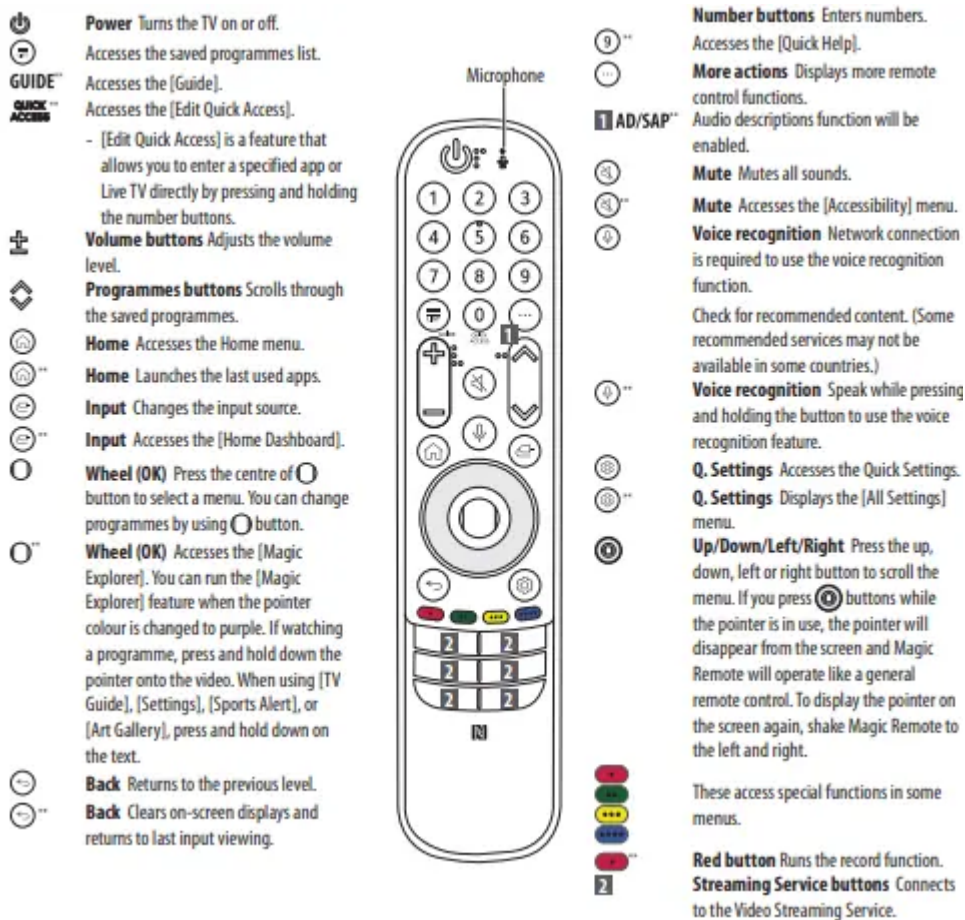 Power Turns the TV on or off.
Accesses the saved programmes list.
GUIDE** Accesses the [Guide].
QUICK ACCESS ** Accesses the [Edit Quick Access].
- [Edit Quick Access] is a feature that
allows you to enter a specified app or
Live TV directly by pressing and holding
the number buttons.
Volume buttons Adjusts the volume
level.
Programmes buttons Scrolls through
the saved programmes.
Home Accesses the Home menu.
** Home Launches the last used apps.
Input Changes the input source.
** Input Accesses the [Home Dashboard].
Wheel (OK) Press the centre of
button to select a menu. You can change
programmes by using button.
** Wheel (OK) Accesses the [Magic
Explorer]. You can run the [Magic
Explorer] feature when the pointer
colour is changed to purple. If watching
a programme, press and hold down the
pointer onto the video. When using [TV
Guide], [Settings], [Sports Alert], or
[Art Gallery], press and hold down on
the text.
Back Returns to the previous level.
** Back Clears on-screen displays and
returns to last input viewing.
Microphone
1 2 3
4 5 6
7 8 9
0 ...
1
2 2
2 2
2 2
N
Number buttons Enters numbers.
9 ** Accesses the [Quick Help].
... More actions Displays more remote
control functions.
1 AD/SAP** Audio descriptions function will be
enabled.
Mute Mutes all sounds.
** Mute Accesses the [Accessibility] menu.
Voice recognition Network connection
is required to use the voice recognition
function.
Check for recommended content. (Some
recommended services may not be
available in some countries.)
** Voice recognition Speak while pressing
and holding the button to use the voice
recognition feature.
Q. Settings Accesses the Quick Settings.
** Q. Settings Displays the [All Settings]
menu.
Up/Down/Left/Right Press the up,
down, left or right button to scroll the
menu. If you press buttons while
the pointer is in use, the pointer will
disappear from the screen and Magic
Remote will operate like a general
remote control. To display the pointer on
the screen again, shake Magic Remote to
the left and right.
These access special functions in some
menus.
** Red button Runs the record function.
2 Streaming Service buttons Connects
to the Video Streaming Service.